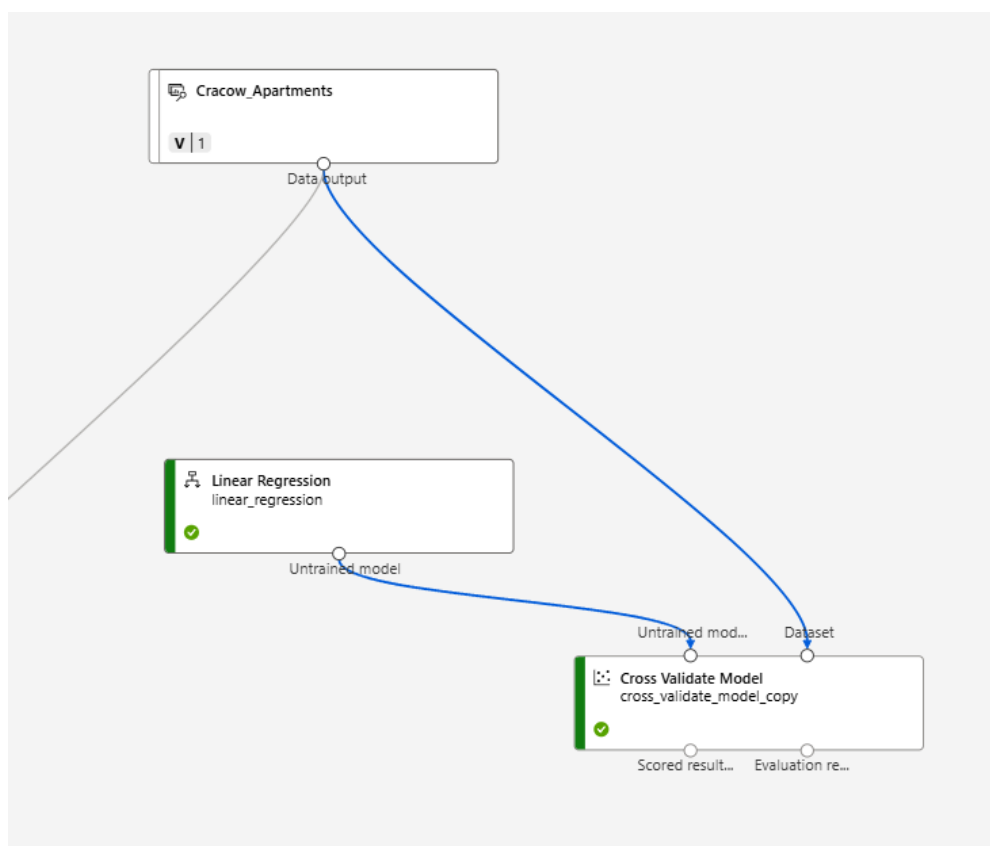 Cracow_Apartments
V 1
Data output
Linear Regression
linear_regression
Untrained model
Untrained mod...
Dataset
Cross Validate Model
cross_validate_model_copy
Scored result...
Evaluation re...